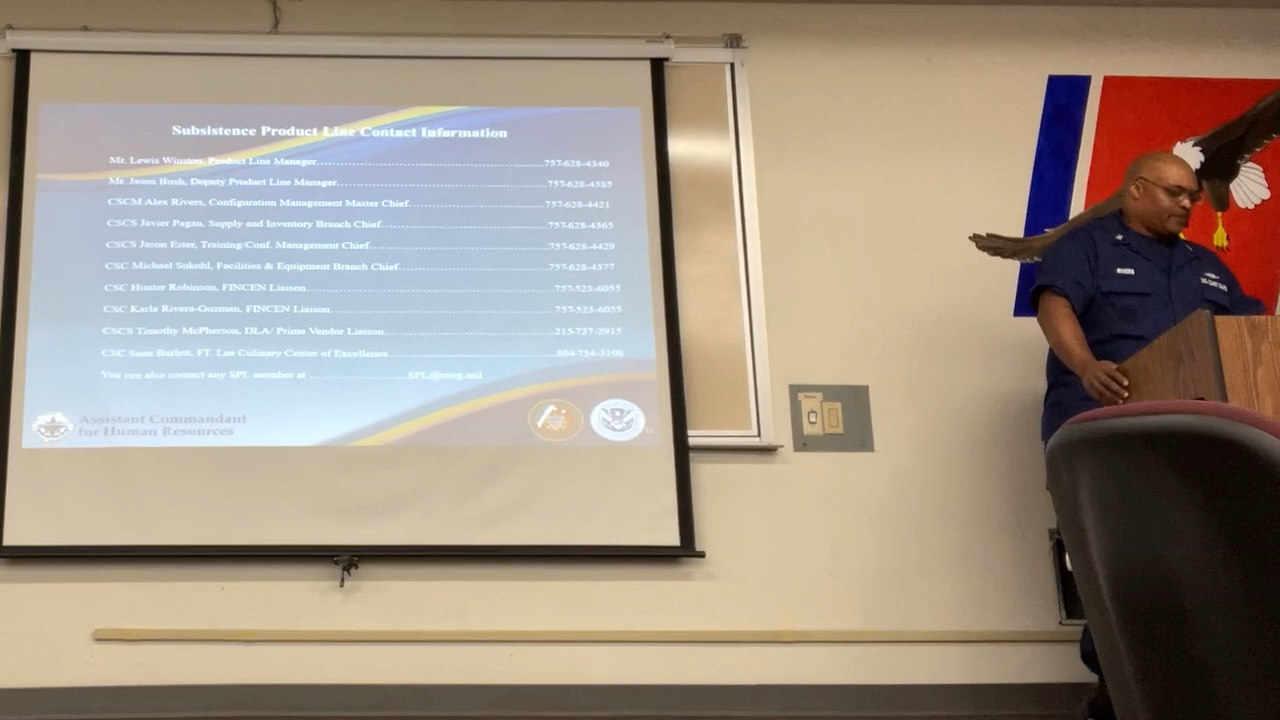 Subsistence Product Line Contact Information
Mr. Lewis Winston, Product Line Manager........................................................757-628-4340
Mr. Jason Bush, Deputy Product Line Manager....................................................757-628-4385
CSCM Alex Rivers, Configuration Management Master Chief..................................757-628-4421
CSCS Javier Pagan, Supply and Inventory Branch Chief.........................................757-628-4365
CSCS Jason Ester, Training/Conf. Management Chief............................................757-628-4429
CSC Michael Sukohl, Facilities & Equipment Branch Chief.....................................757-628-4377
CSC Hunter Robinson, FINCEN Liaison..............................................................757-523-6055
CSC Karla Rivera-Guzman, FINCEN Liaison.........................................................757-523-6055
CSCS Timothy McPherson, DLA/ Prime Vendor Liaison..........................................215-737-2915
CSC Sean Barlett, FT. Lee Culinary Center of Excellence.........................................804-734-3106
You can also contact any SPL member at ........................SPL@uscg.mil
Assistant Commandant
for Human Resources
RIVERS
U.S. COAST GUARD